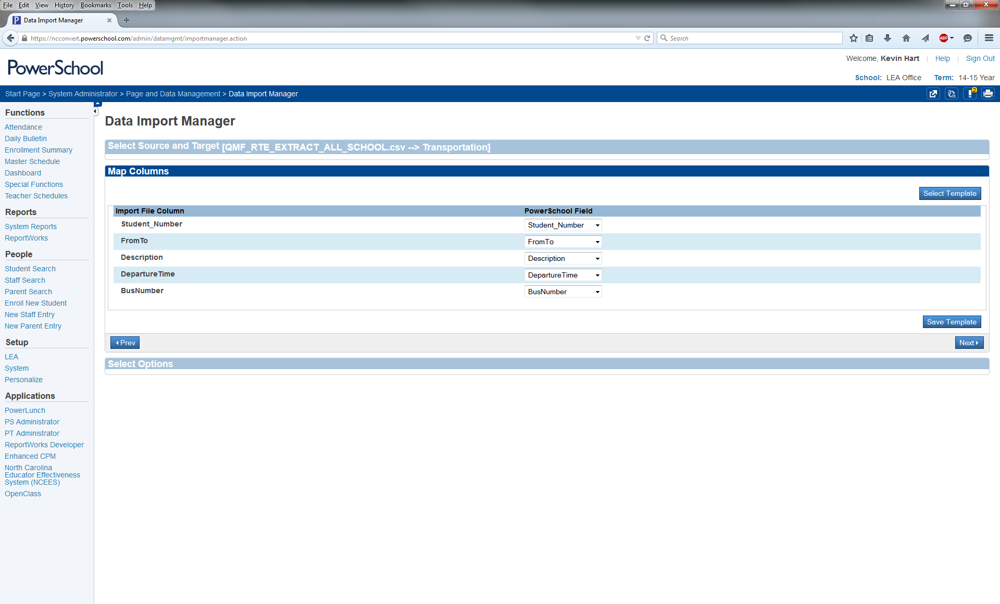 File Edit View History Bookmarks Tools Help
Data Import Manager
https://ncconvert.powerschool.com/admin/datamgmt/importmanager.action
Search
ABP
PowerSchool
Welcome, Kevin Hart | Help | Sign Out
School: LEA Office Term: 14-15 Year
Start Page > System Administrator > Page and Data Management > Data Import Manager
2
Functions
Attendance
Daily Bulletin
Enrollment Summary
Master Schedule
Dashboard
Special Functions
Teacher Schedules
Reports
System Reports
ReportWorks
People
Student Search
Staff Search
Parent Search
Enroll New Student
New Staff Entry
New Parent Entry
Setup
LEA
System
Personalize
Applications
PowerLunch
PS Administrator
PT Administrator
ReportWorks Developer
Enhanced CPM
North Carolina
Educator Effectiveness
System (NCEES)
OpenClass
Data Import Manager
Select Source and Target [QMF_RTE_EXTRACT_ALL_SCHOOL.csv --> Transportation]
Map Columns
Select Template
Import File Column PowerSchool Field
Student_Number Student_Number
FromTo FromTo
Description Description
DepartureTime DepartureTime
BusNumber BusNumber
Save Template
Prev Next
Select Options